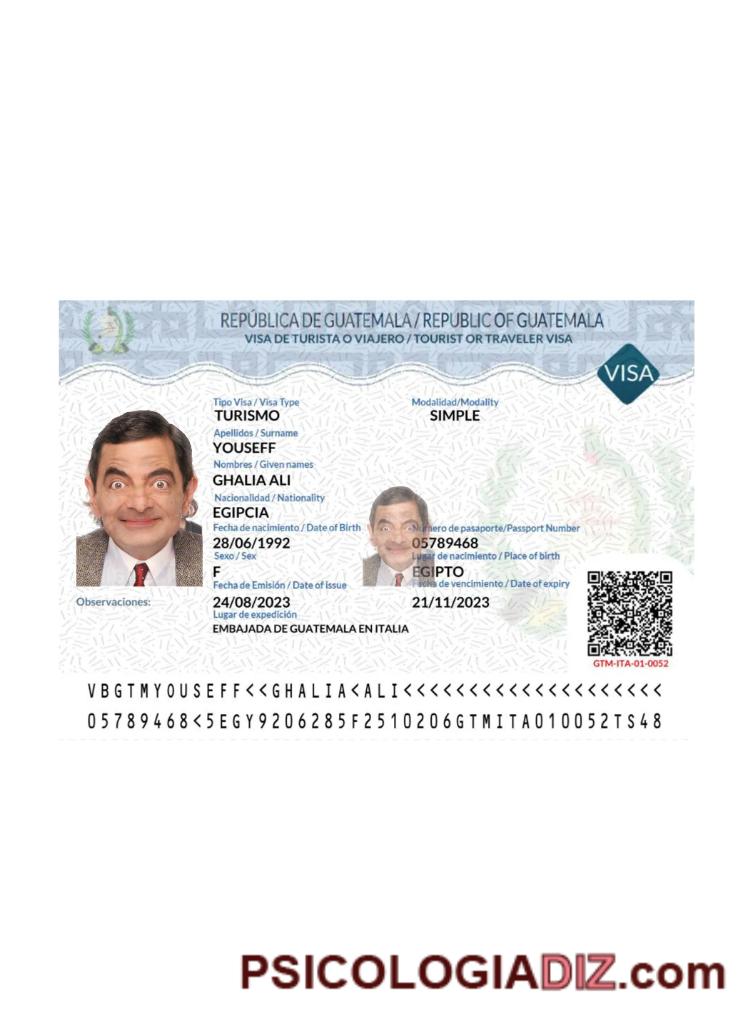 REPÚBLICA DE GUATEMALA / REPUBLIC OF GUATEMALA
VISA DE TURISTA O VIAJERO / TOURIST OR TRAVELER VISA
VISA
Tipo Visa / Visa Type
Modalidad/Modality
TURISMO
SIMPLE
Apellidos / Surname
YOUSEFF
Nombres / Given names
GHALIA ALI
Nacionalidad / Nationality
EGIPCIA
Fecha de nacimiento / Date of Birth
Número de pasaporte/Passport Number
28/06/1992
05789468
Sexo / Sex
Lugar de nacimiento / Place of birth
F
EGIPTO
Fecha de Emisión / Date of issue
Fecha de vencimiento / Date of expiry
Observaciones:
24/08/2023
21/11/2023
Lugar de expedición
EMBAJADA DE GUATEMALA EN ITALIA
GTM-ITA-01-0052
VBGTMYOUSEFF<<GHALIA<ALI<<<<<<<<<<<<<<<<<<<<
05789468<5EGY9206285F2510206GTMITA010052TS48
PSICOLOGIADIZ.com